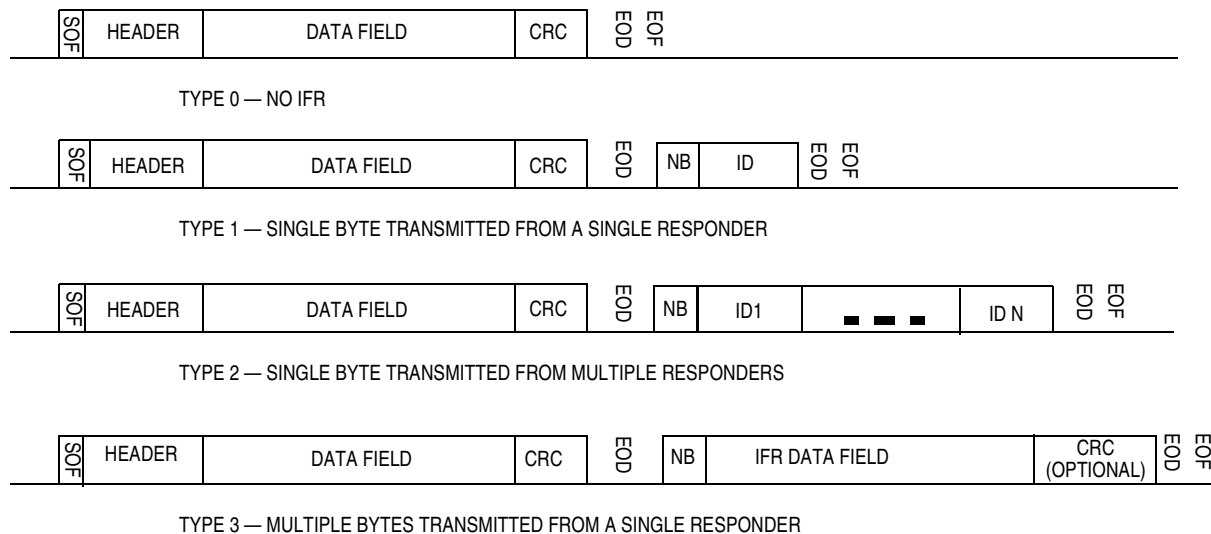 SOF HEADER DATA FIELD CRC EOD EOF
TYPE 0 — NO IFR
SOF HEADER DATA FIELD CRC EOD NB ID EOD EOF
TYPE 1 — SINGLE BYTE TRANSMITTED FROM A SINGLE RESPONDER
SOF HEADER DATA FIELD CRC EOD NB ID1 ID N EOD EOF
TYPE 2 — SINGLE BYTE TRANSMITTED FROM MULTIPLE RESPONDERS
SOF HEADER DATA FIELD CRC EOD NB IFR DATA FIELD CRC (OPTIONAL) EOD EOF
TYPE 3 — MULTIPLE BYTES TRANSMITTED FROM A SINGLE RESPONDER